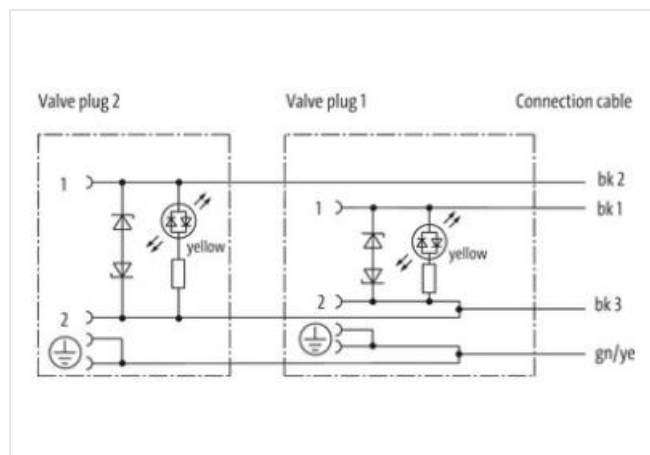 Valve plug 2
Valve plug 1
Connection cable
1
bk 2
1
bk 1
yellow
yellow
2
bk 3
2
gn/ye